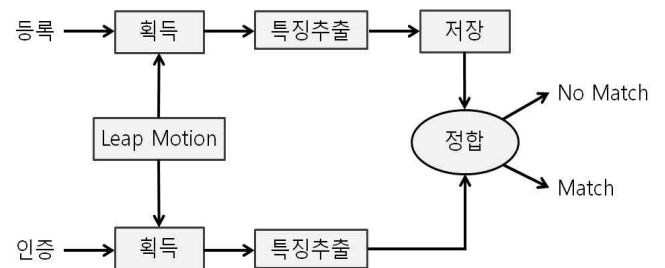 등록
획득
특징추출
저장
No Match
Leap Motion
정합
Match
인증
획득
특징추출